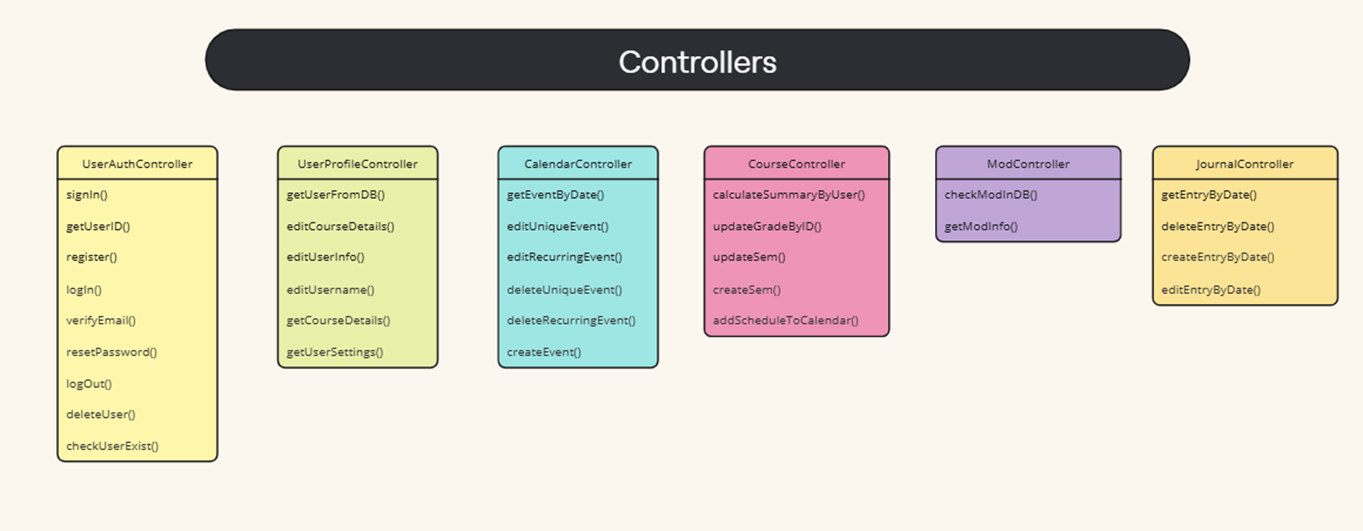 Controllers
UserAuthController
signIn()
getUserID()
register()
logIn()
verifyEmail()
resetPassword()
logOut()
deleteUser()
checkUserExist()
UserProfileController
getUserFromDB()
editCourseDetails()
editUserInfo()
editUsername()
getCourseDetails()
getUserSettings()
CalendarController
getEventByDate()
editUniqueEvent()
editRecurringEvent()
deleteUniqueEvent()
deleteRecurringEvent()
createEvent()
CourseController
calculateSummaryByUser()
updateGradeByID()
updateSem()
createSem()
addScheduleToCalendar()
ModController
checkModInDB()
getModInfo()
JournalController
getEntryByDate()
deleteEntryByDate()
createEntryByDate()
editEntryByDate()